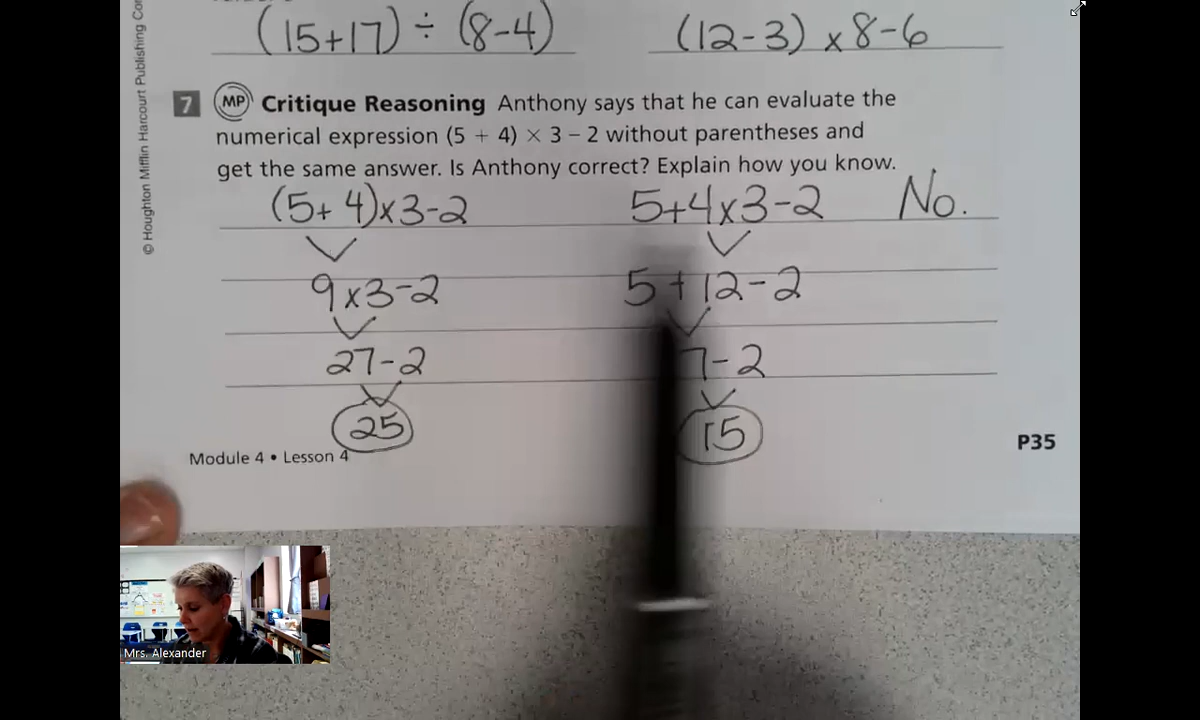 (15+17) ÷ (8-4) (12-3) x 8-6
7 MP Critique Reasoning Anthony says that he can evaluate the
numerical expression (5 + 4) × 3 – 2 without parentheses and
get the same answer. Is Anthony correct? Explain how you know.
(5+ 4)x3-2 5+4x3-2 No.
9x3-2 5+12-2
27-2 7-2
25 15
Module 4 • Lesson 4 P35
© Houghton Mifflin Harcourt Publishing
Mrs. Alexander